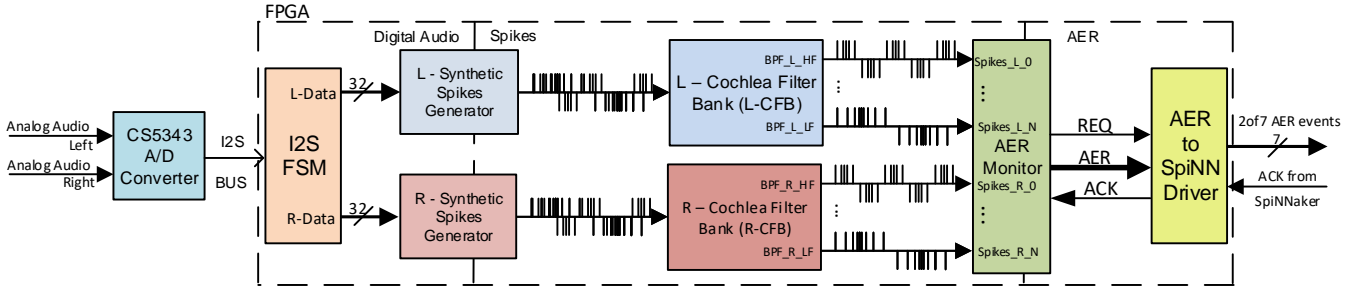 FPGA
Digital Audio
Spikes
AER
Analog Audio
Left
Analog Audio
Right
CS5343
A/D
Converter
I2S
BUS
L-Data
I2S
FSM
R-Data
32
32
L - Synthetic
Spikes
Generator
R - Synthetic
Spikes
Generator
BPF_L_HF
L – Cochlea Filter
Bank (L-CFB)
⋮
BPF_L_LF
BPF_R_HF
R – Cochlea Filter
Bank (R-CFB)
⋮
BPF_R_LF
Spikes_L_0
...
Spikes_L_N
AER
Monitor
Spikes_R_0
...
Spikes_R_N
REQ
AER
ACK
AER
to
SpiNN
Driver
2of7 AER events
7
ACK from
SpiNNaker